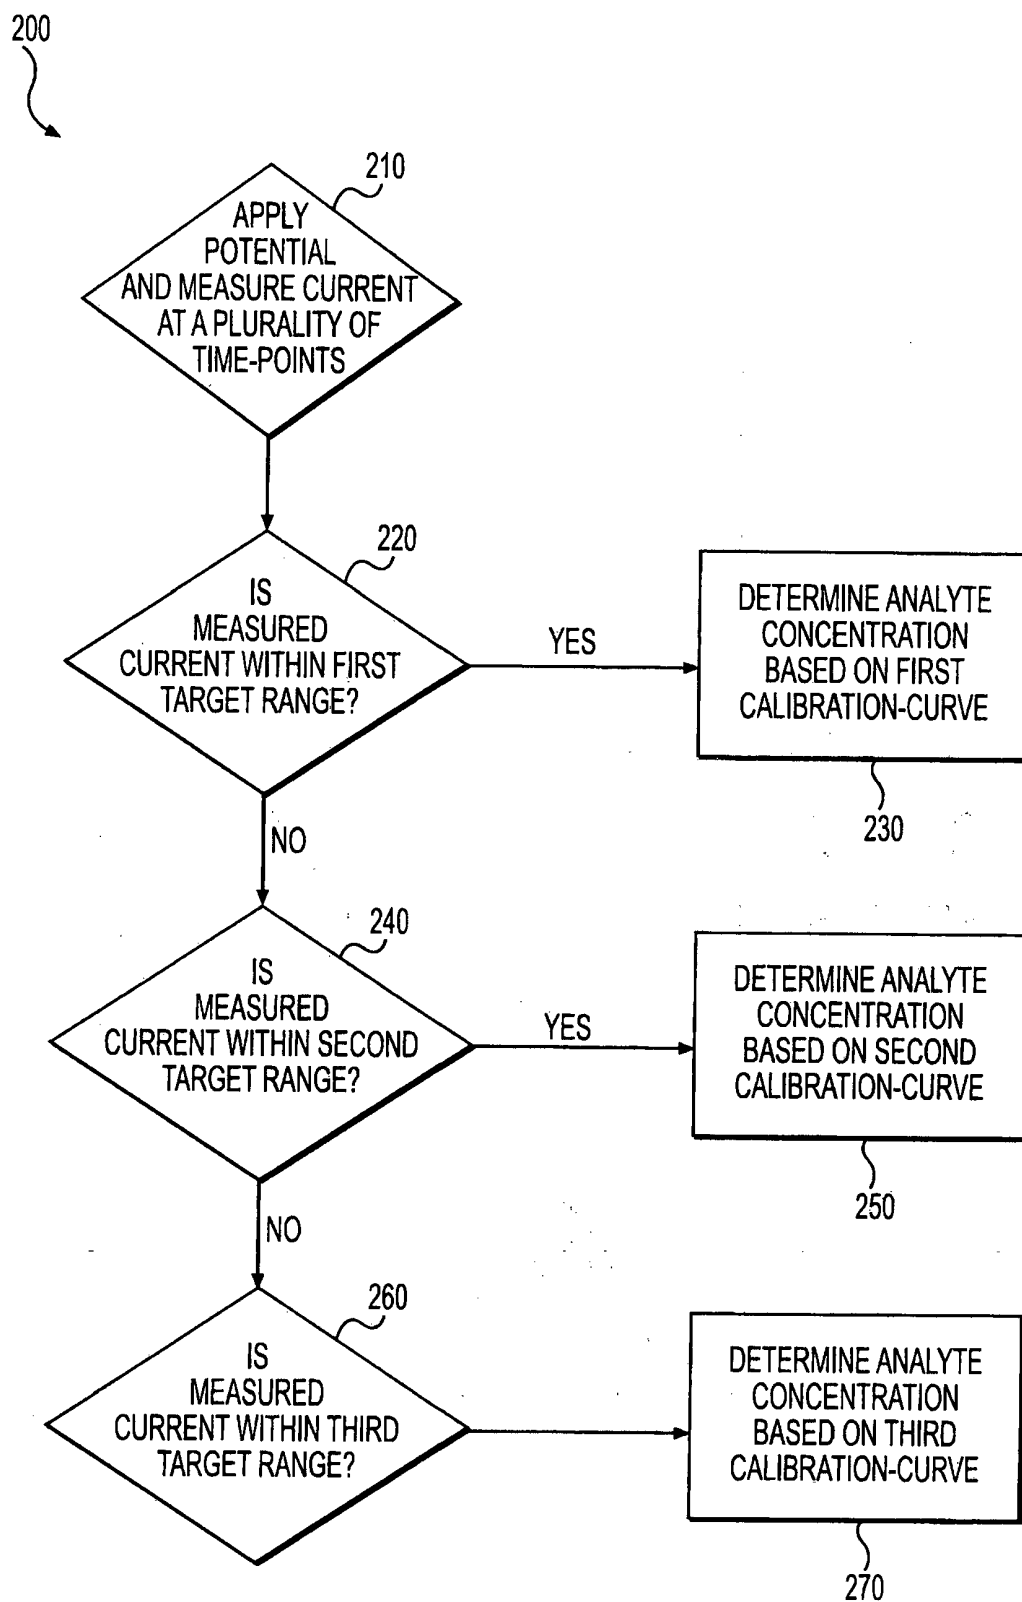 200
210
APPLY
POTENTIAL
AND MEASURE CURRENT
AT A PLURALITY OF
TIME-POINTS
220
IS
MEASURED
CURRENT WITHIN FIRST
TARGET RANGE?
YES
DETERMINE ANALYTE
CONCENTRATION
BASED ON FIRST
CALIBRATION-CURVE
230
NO
240
IS
MEASURED
CURRENT WITHIN SECOND
TARGET RANGE?
YES
DETERMINE ANALYTE
CONCENTRATION
BASED ON SECOND
CALIBRATION-CURVE
250
NO
260
IS
MEASURED
CURRENT WITHIN THIRD
TARGET RANGE?
DETERMINE ANALYTE
CONCENTRATION
BASED ON THIRD
CALIBRATION-CURVE
270